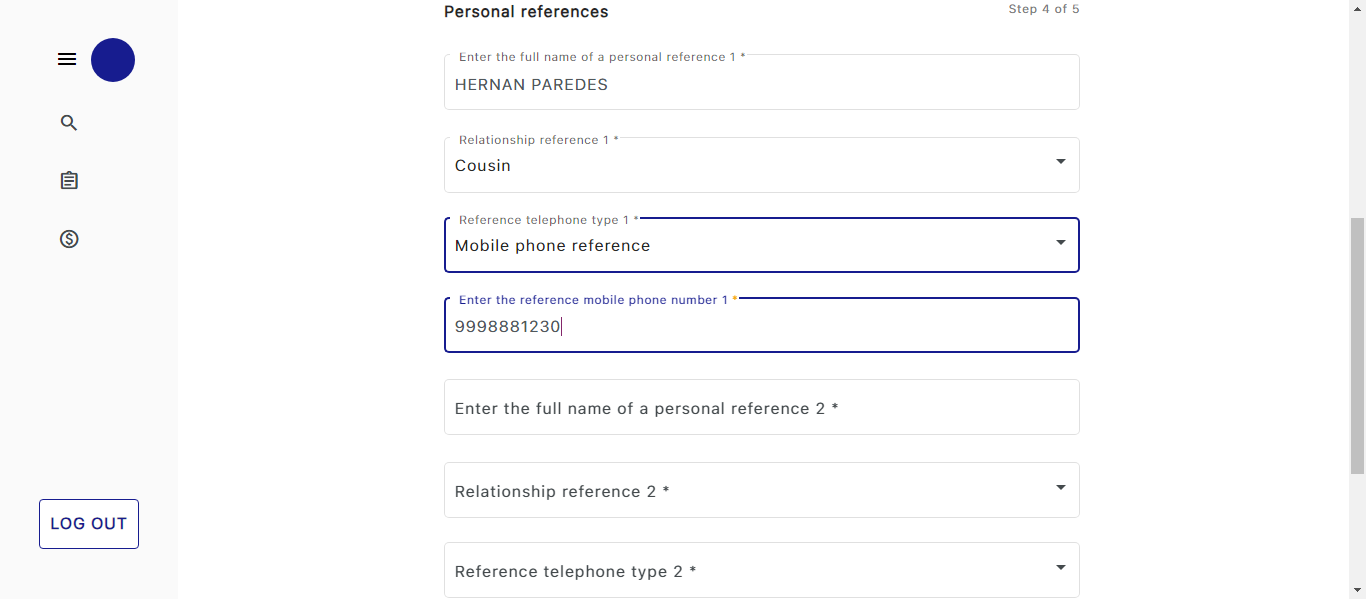 Personal references
Step 4 of 5
Enter the full name of a personal reference 1 *
HERNAN PAREDES
Relationship reference 1 *
Cousin
Reference telephone type 1 *
Mobile phone reference
Enter the reference mobile phone number 1 *
9998881230
Enter the full name of a personal reference 2 *
Relationship reference 2 *
LOG OUT
Reference telephone type 2 *